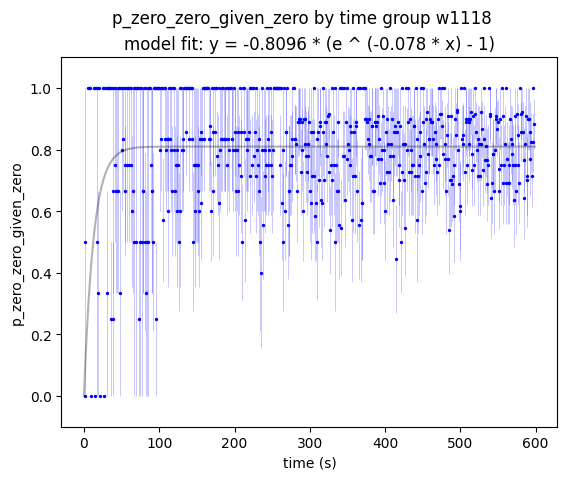 p_zero_zero_given_zero by time group w1118
model fit: y = -0.8096 * (e ^ (-0.078 * x) - 1)
1.0
0.8
0.6
0.4
0.2
0.0
p_zero_zero_given_zero
0 100 200 300 400 500 600
time (s)